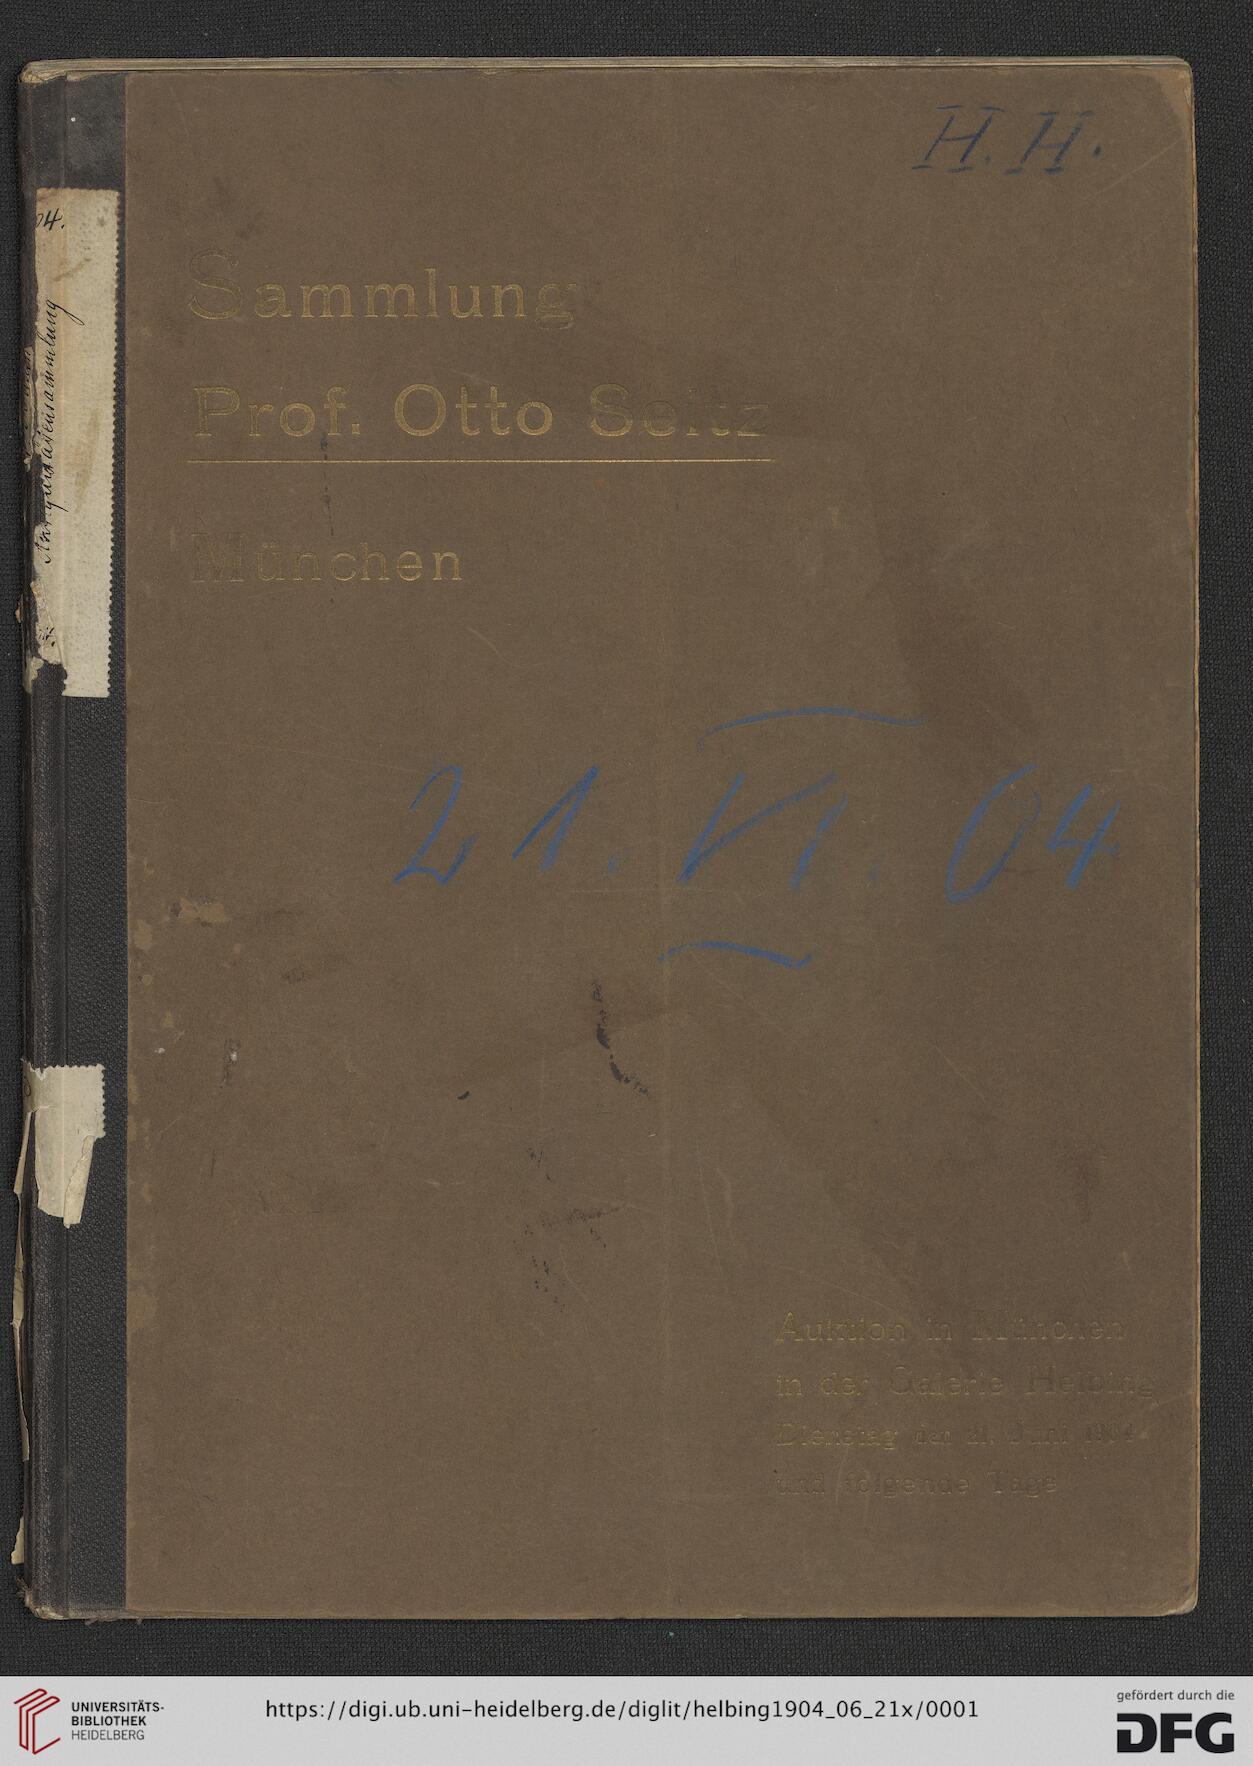 H. H.
04.
Antiquitätensammlung
Sammlung
Prof. Otto Seitz
München
21. VI. 04
Auktion in München
in der Galerie Helbing
Dienstag den 21. Juni 1904
und folgende Tage
UNIVERSITÄTS-
BIBLIOTHEK
HEIDELBERG
https://digi.ub.uni-heidelberg.de/diglit/helbing1904_06_21x/0001
gefördert durch die
DFG